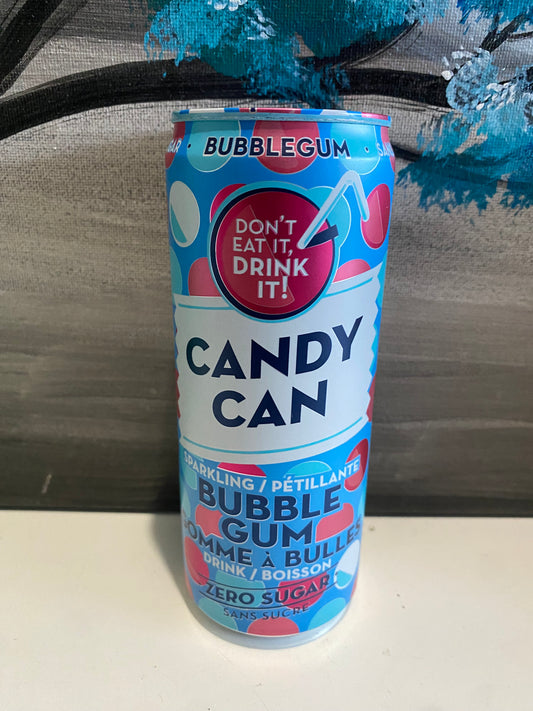 · BUBBLEGUM ·
DON'T
EAT IT,
DRINK
IT!
CANDY
CAN
SPARKLING / PÉTILLANTE
BUBBLE
GUM
GOMME À BULLES
DRINK / BOISSON
ZERO SUGAR
SANS SUCRE